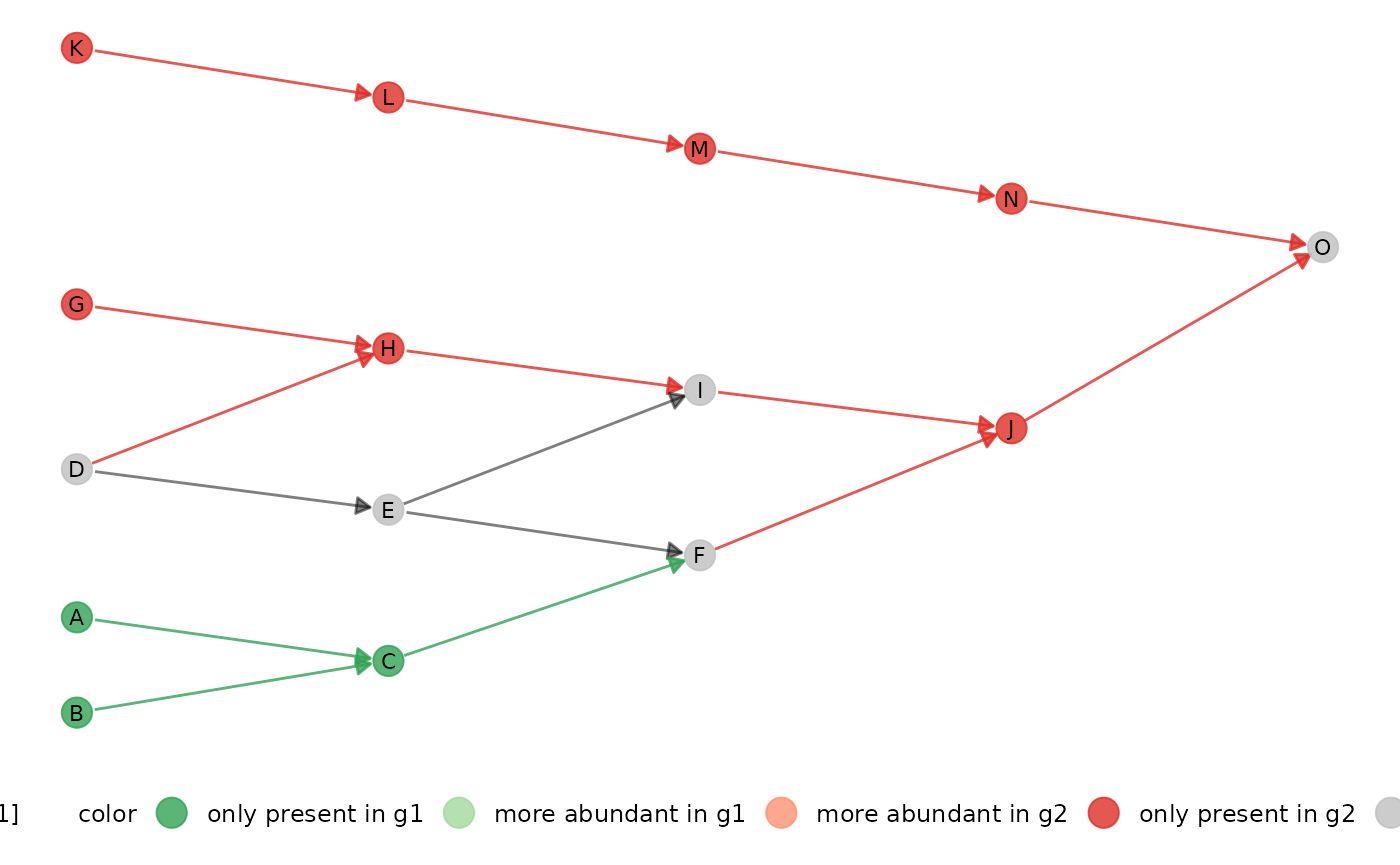 K
L
M
N
O
G
H
I
J
D
E
F
A
C
B
1] color only present in g1 more abundant in g1 more abundant in g2 only present in g2